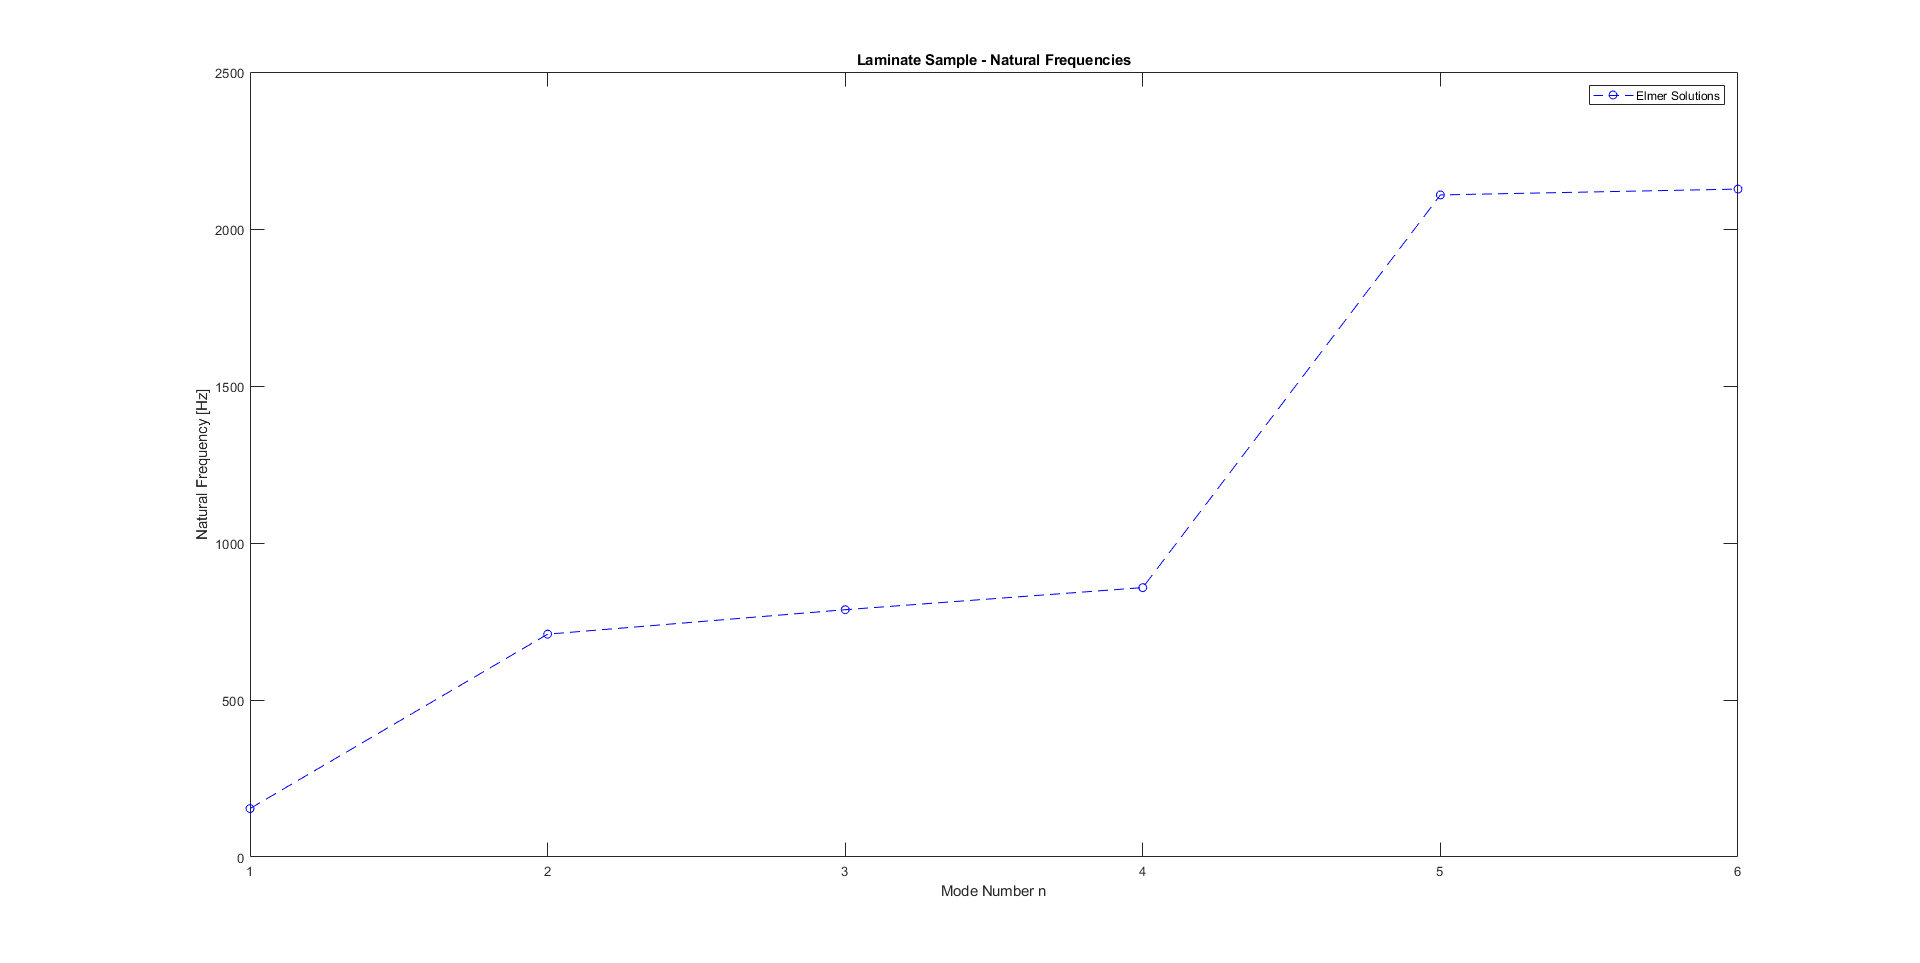 Laminate Sample - Natural Frequencies
Elmer Solutions
2500
2000
1500
1000
500
0
Natural Frequency [Hz]
1 2 3 4 5 6
Mode Number n